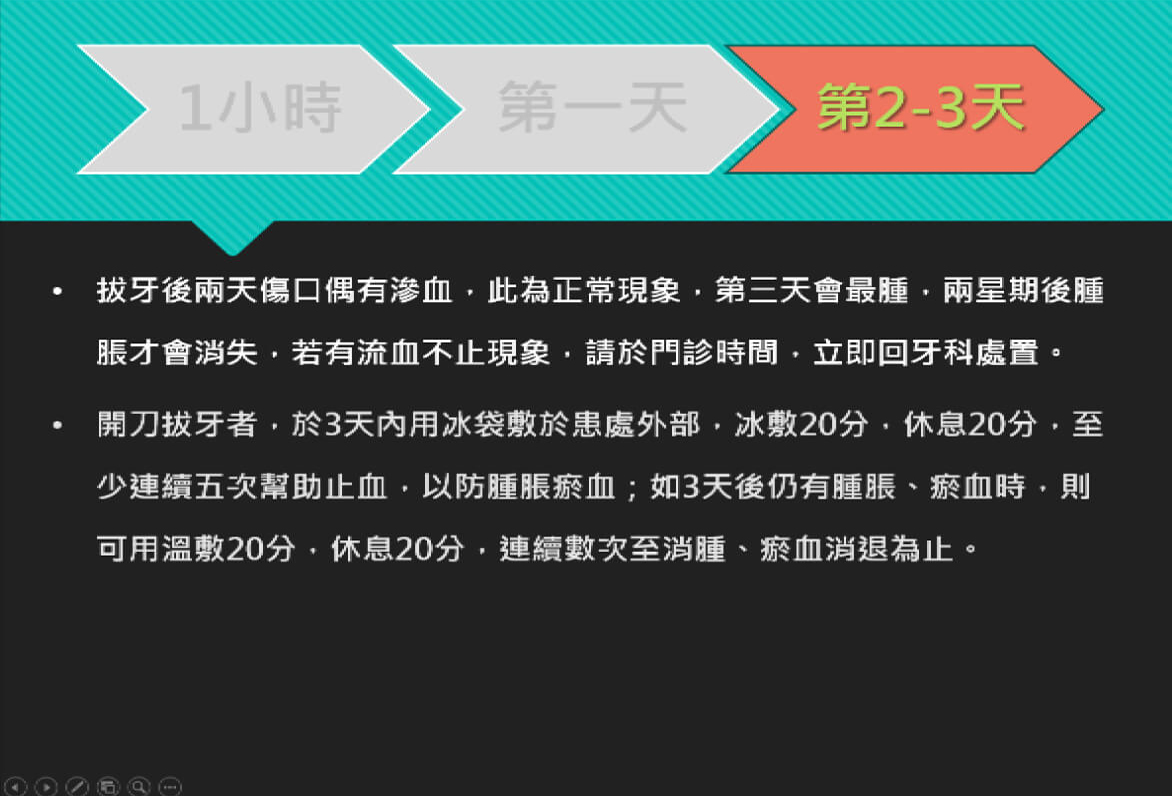 1小時
第一天
第2-3天
• 拔牙後兩天傷口偶有滲血，此為正常現象，第三天會最腫，兩星期後腫
脹才會消失，若有流血不止現象，請於門診時間，立即回牙科處置。
• 開刀拔牙者，於3天內用冰袋敷於患處外部，冰敷20分，休息20分，至
少連續五次幫助止血，以防腫脹瘀血；如3天後仍有腫脹、瘀血時，則
可用溫敷20分，休息20分，連續數次至消腫、瘀血消退為止。